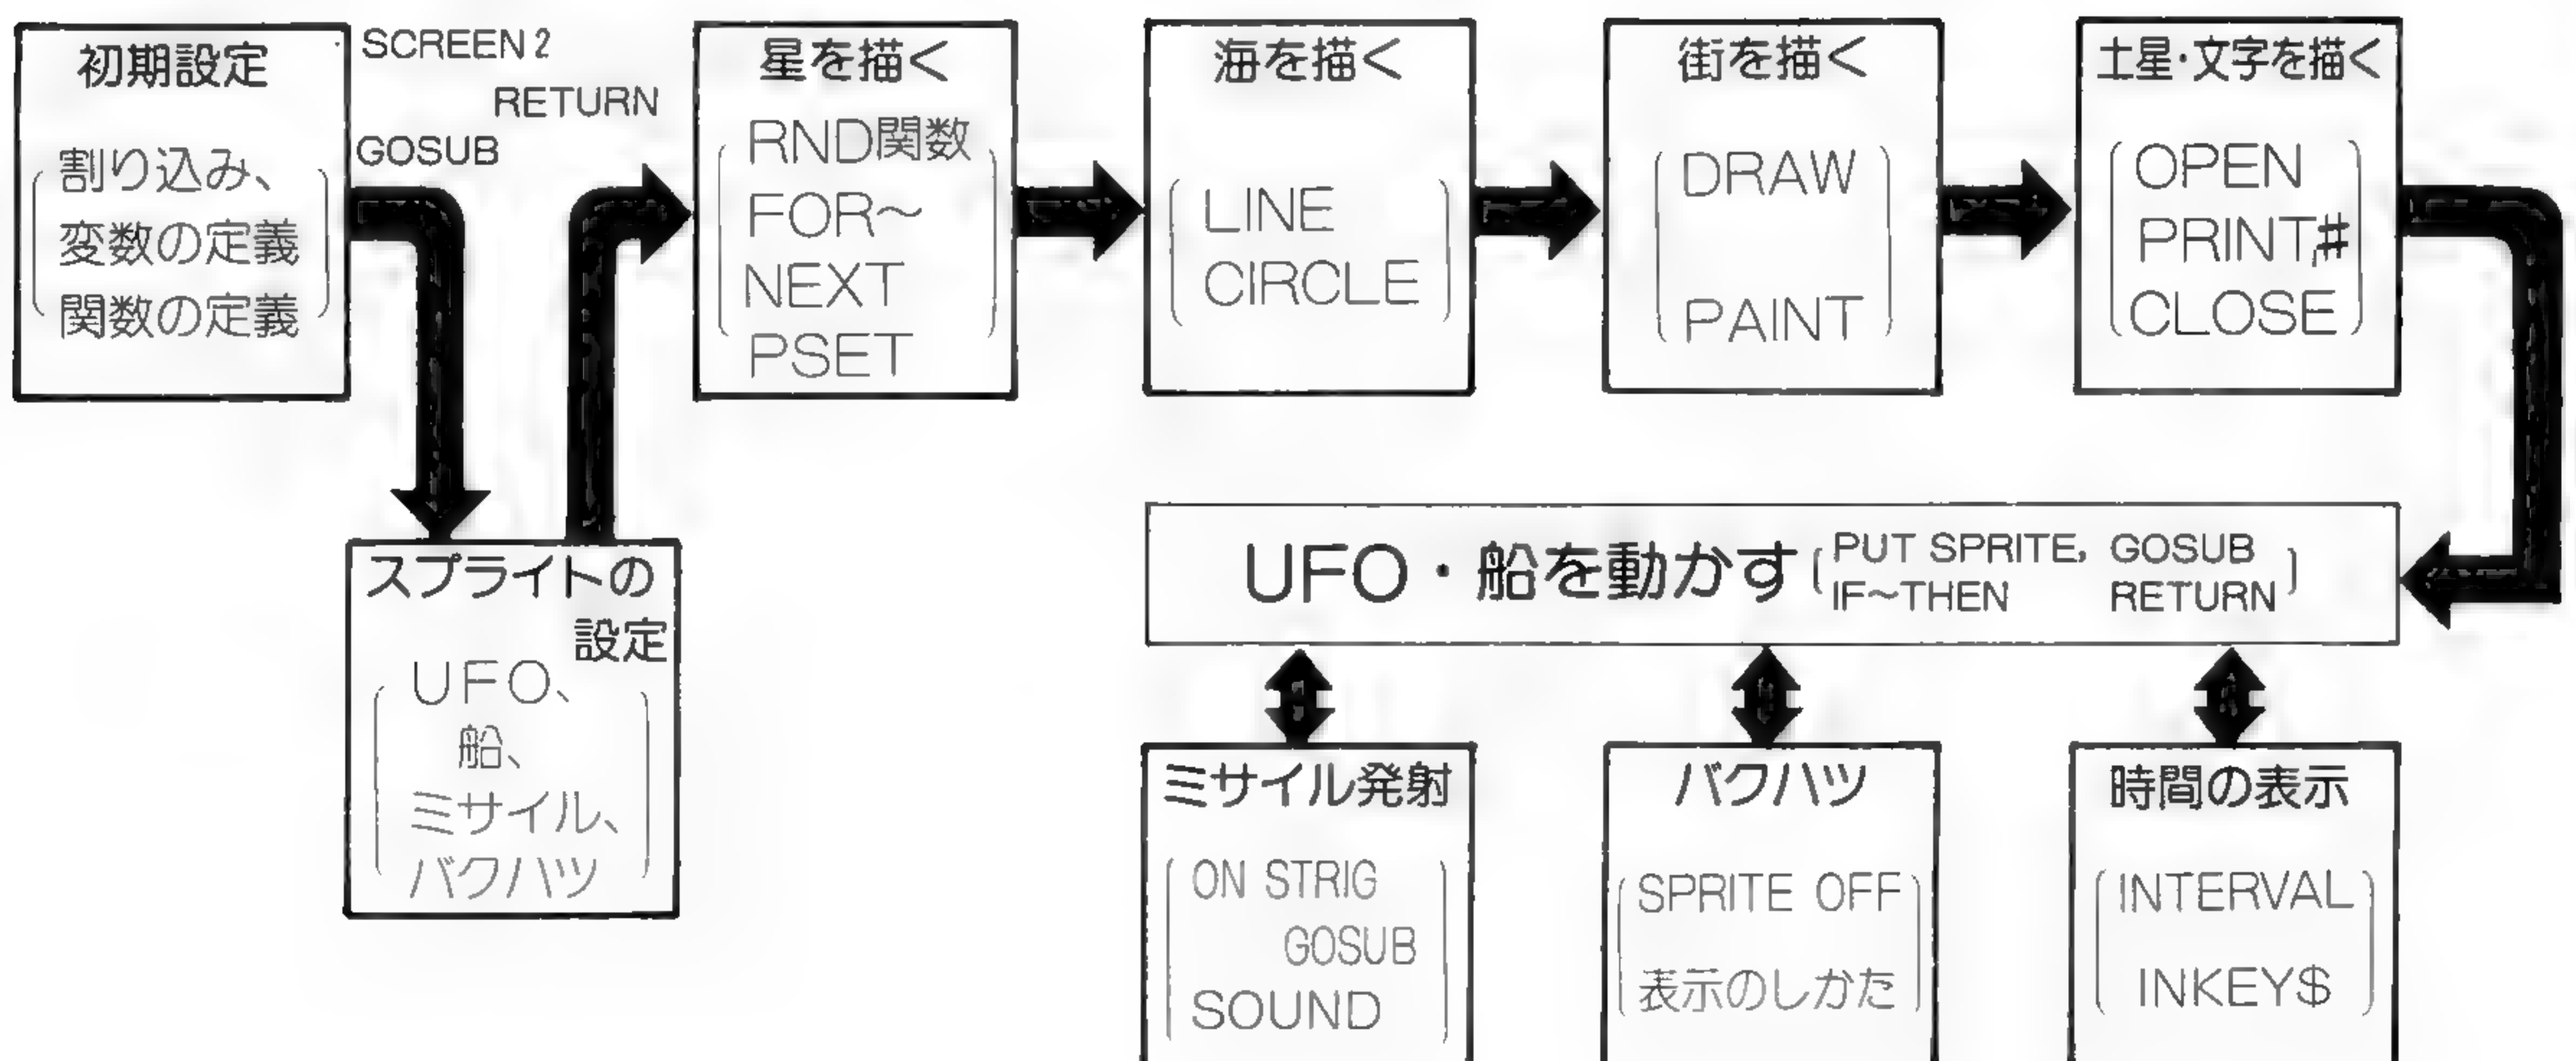 初期設定
割り込み、
変数の定義
関数の定義
SCREEN 2
RETURN
GOSUB
スプライトの
設定
UFO、
船、
ミサイル、
バクハツ
星を描く
RND関数
FOR〜
NEXT
PSET
海を描く
LINE
CIRCLE
街を描く
DRAW
PAINT
土星・文字を描く
OPEN
PRINT#
CLOSE
UFO・船を動かす
PUT SPRITE, GOSUB
IF〜THEN RETURN
ミサイル発射
ON STRIG
GOSUB
SOUND
バクハツ
SPRITE OFF
表示のしかた
時間の表示
INTERVAL
INKEY$